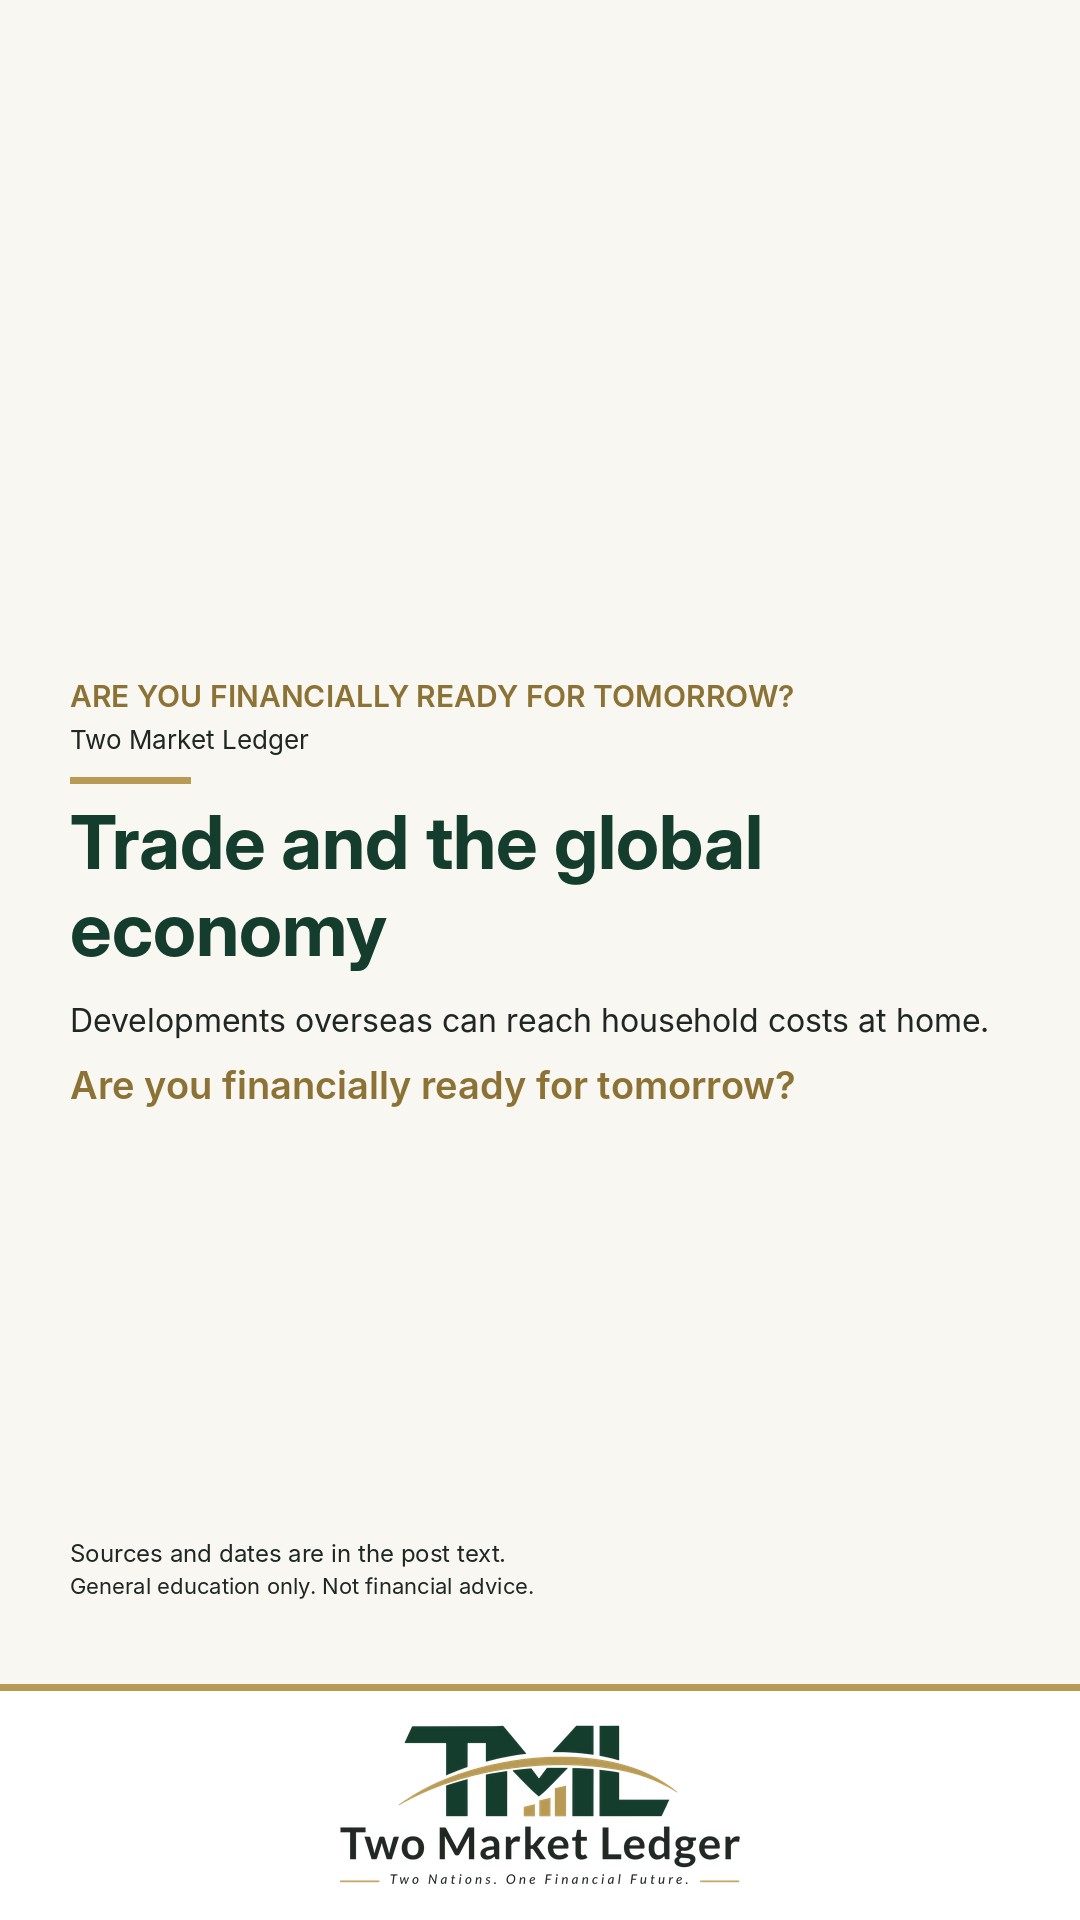 ARE YOU FINANCIALLY READY FOR TOMORROW?
Two Market Ledger
Trade and the global
economy
Developments overseas can reach household costs at home.
Are you financially ready for tomorrow?
Sources and dates are in the post text.
General education only. Not financial advice.
TML
Two Market Ledger
Two Nations. One Financial Future.